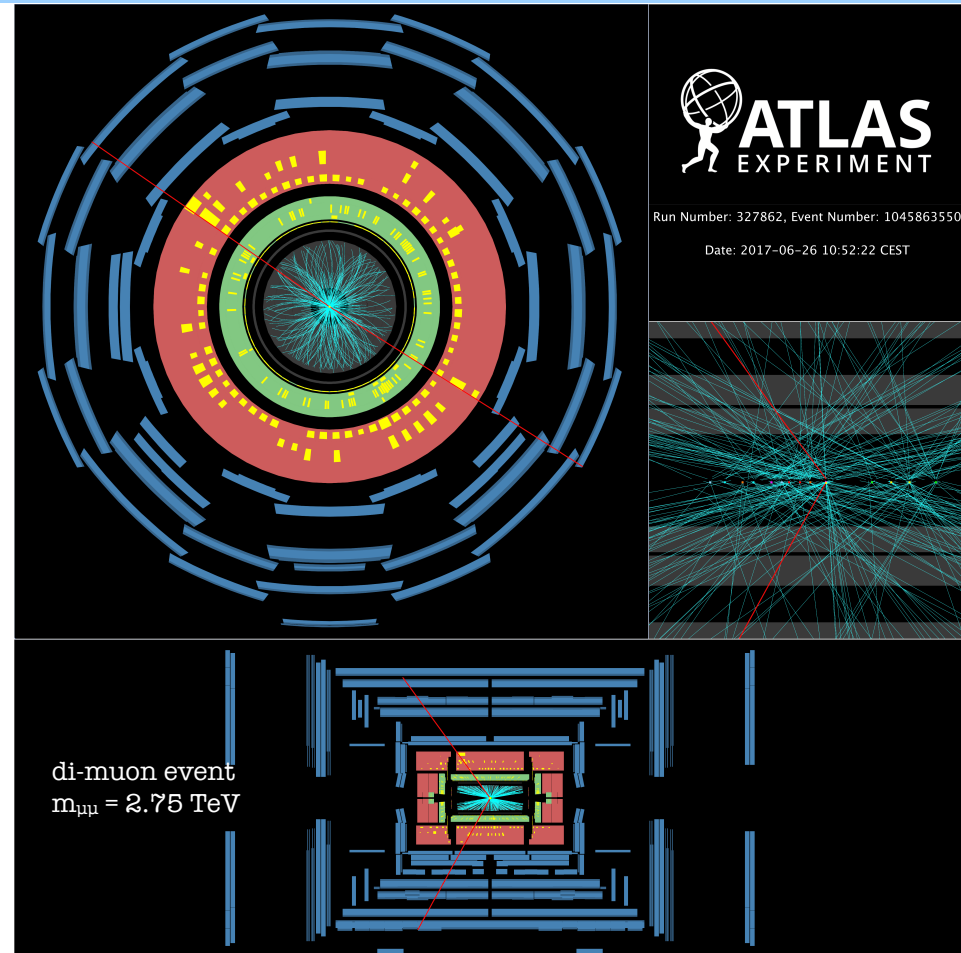 ATLAS
EXPERIMENT
Run Number: 327862, Event Number: 1045863550
Date: 2017-06-26 10:52:22 CEST
di-muon event
mμμ = 2.75 TeV